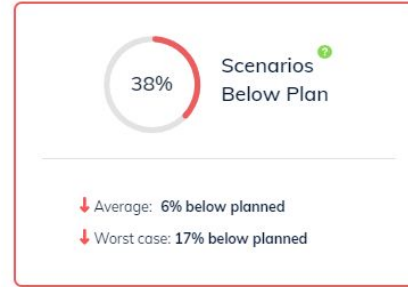 38%
Scenarios ?
Below Plan
Average: 6% below planned
Worst case: 17% below planned